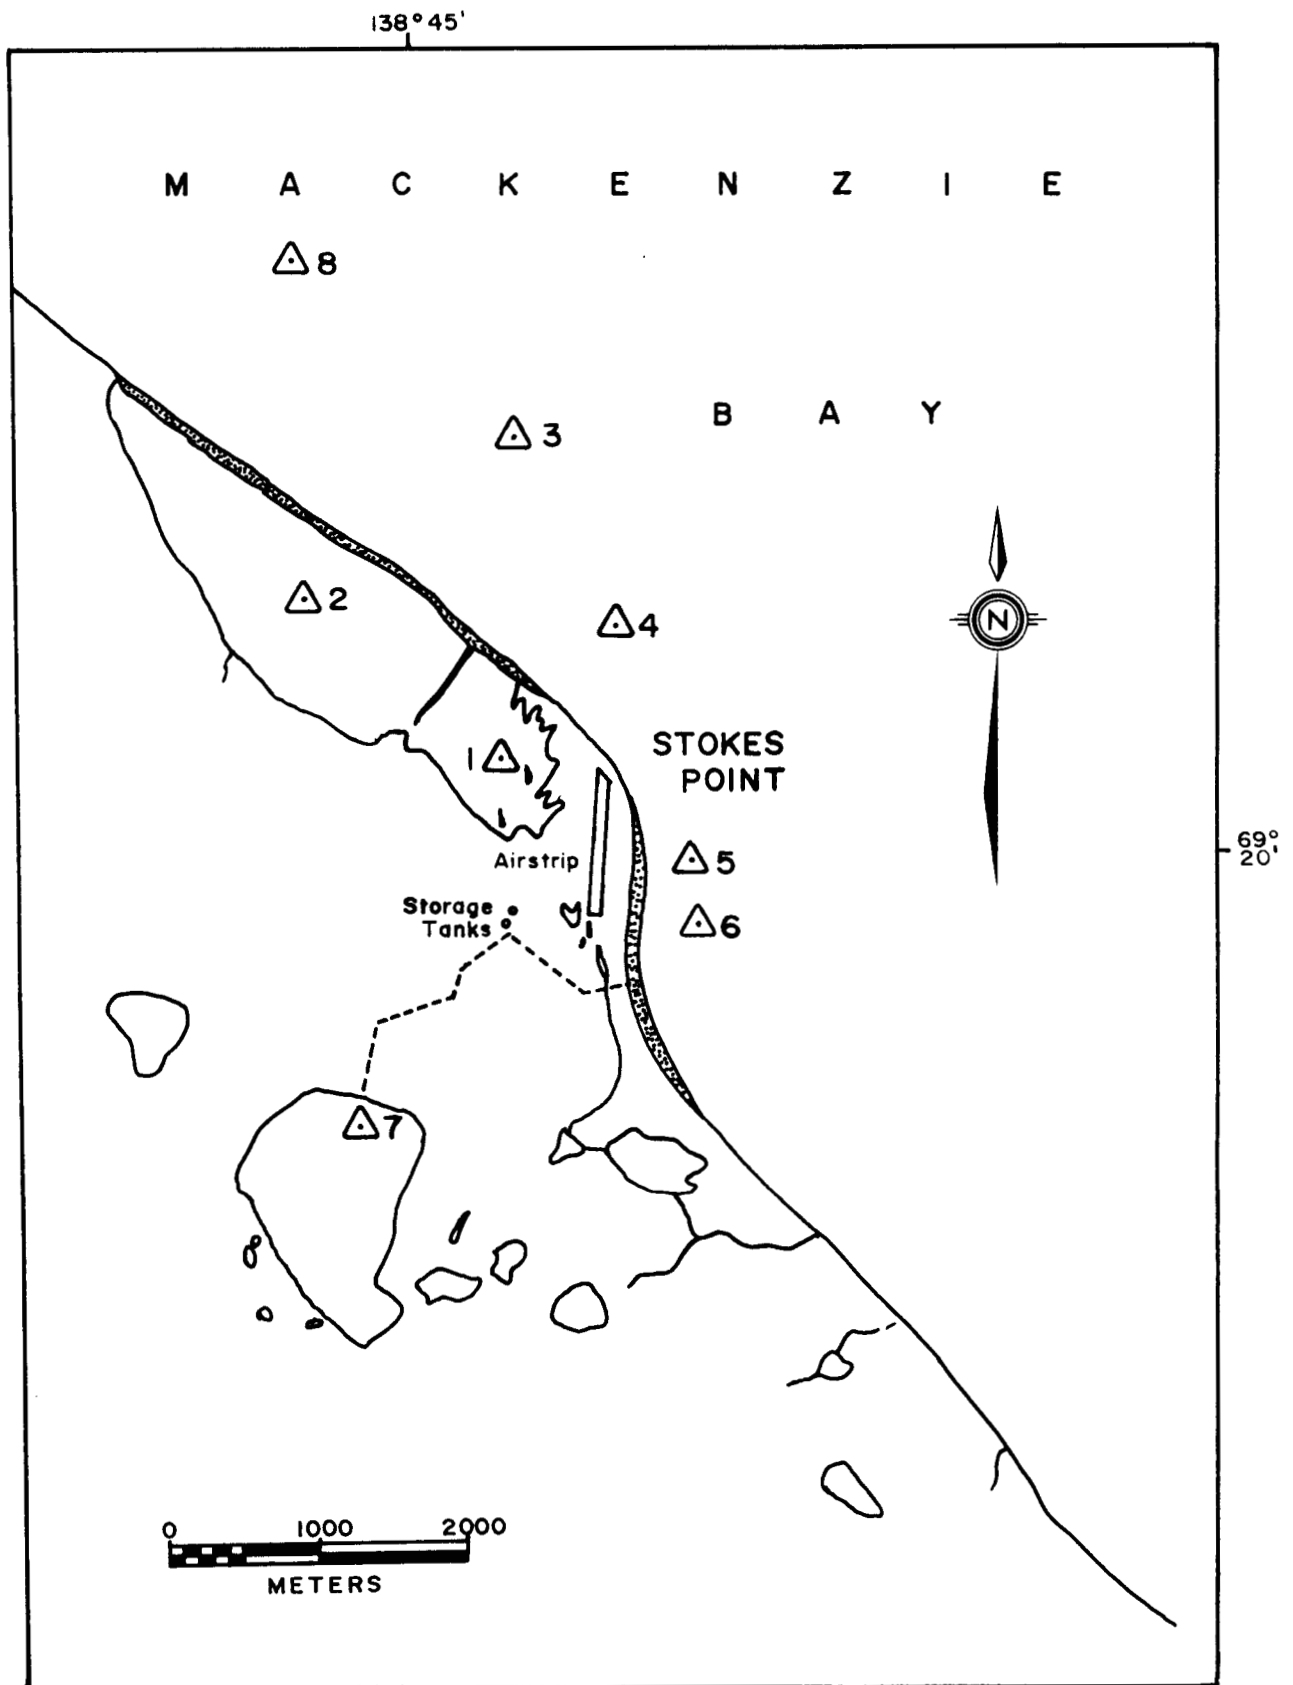 138°45'
M A C K E N Z I E
8
3
B A Y
2
4
N
STOKES
POINT
1
69°
20'
5
Airstrip
6
Storage
Tanks
7
0 1000 2000
METERS